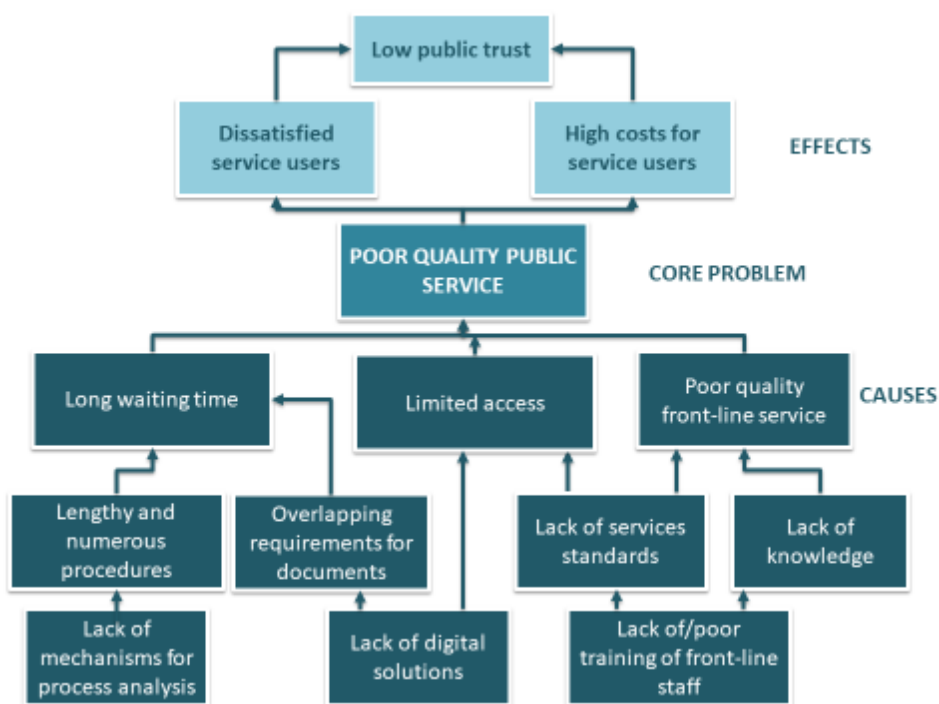 Low public trust
Dissatisfied
service users
High costs for
service users
EFFECTS
POOR QUALITY PUBLIC
SERVICE
CORE PROBLEM
Long waiting time
Limited access
Poor quality
front-line service
CAUSES
Lengthy and
numerous
procedures
Overlapping
requirements for
documents
Lack of services
standards
Lack of
knowledge
Lack of
mechanisms for
process analysis
Lack of digital
solutions
Lack of/poor
training of front-line
staff